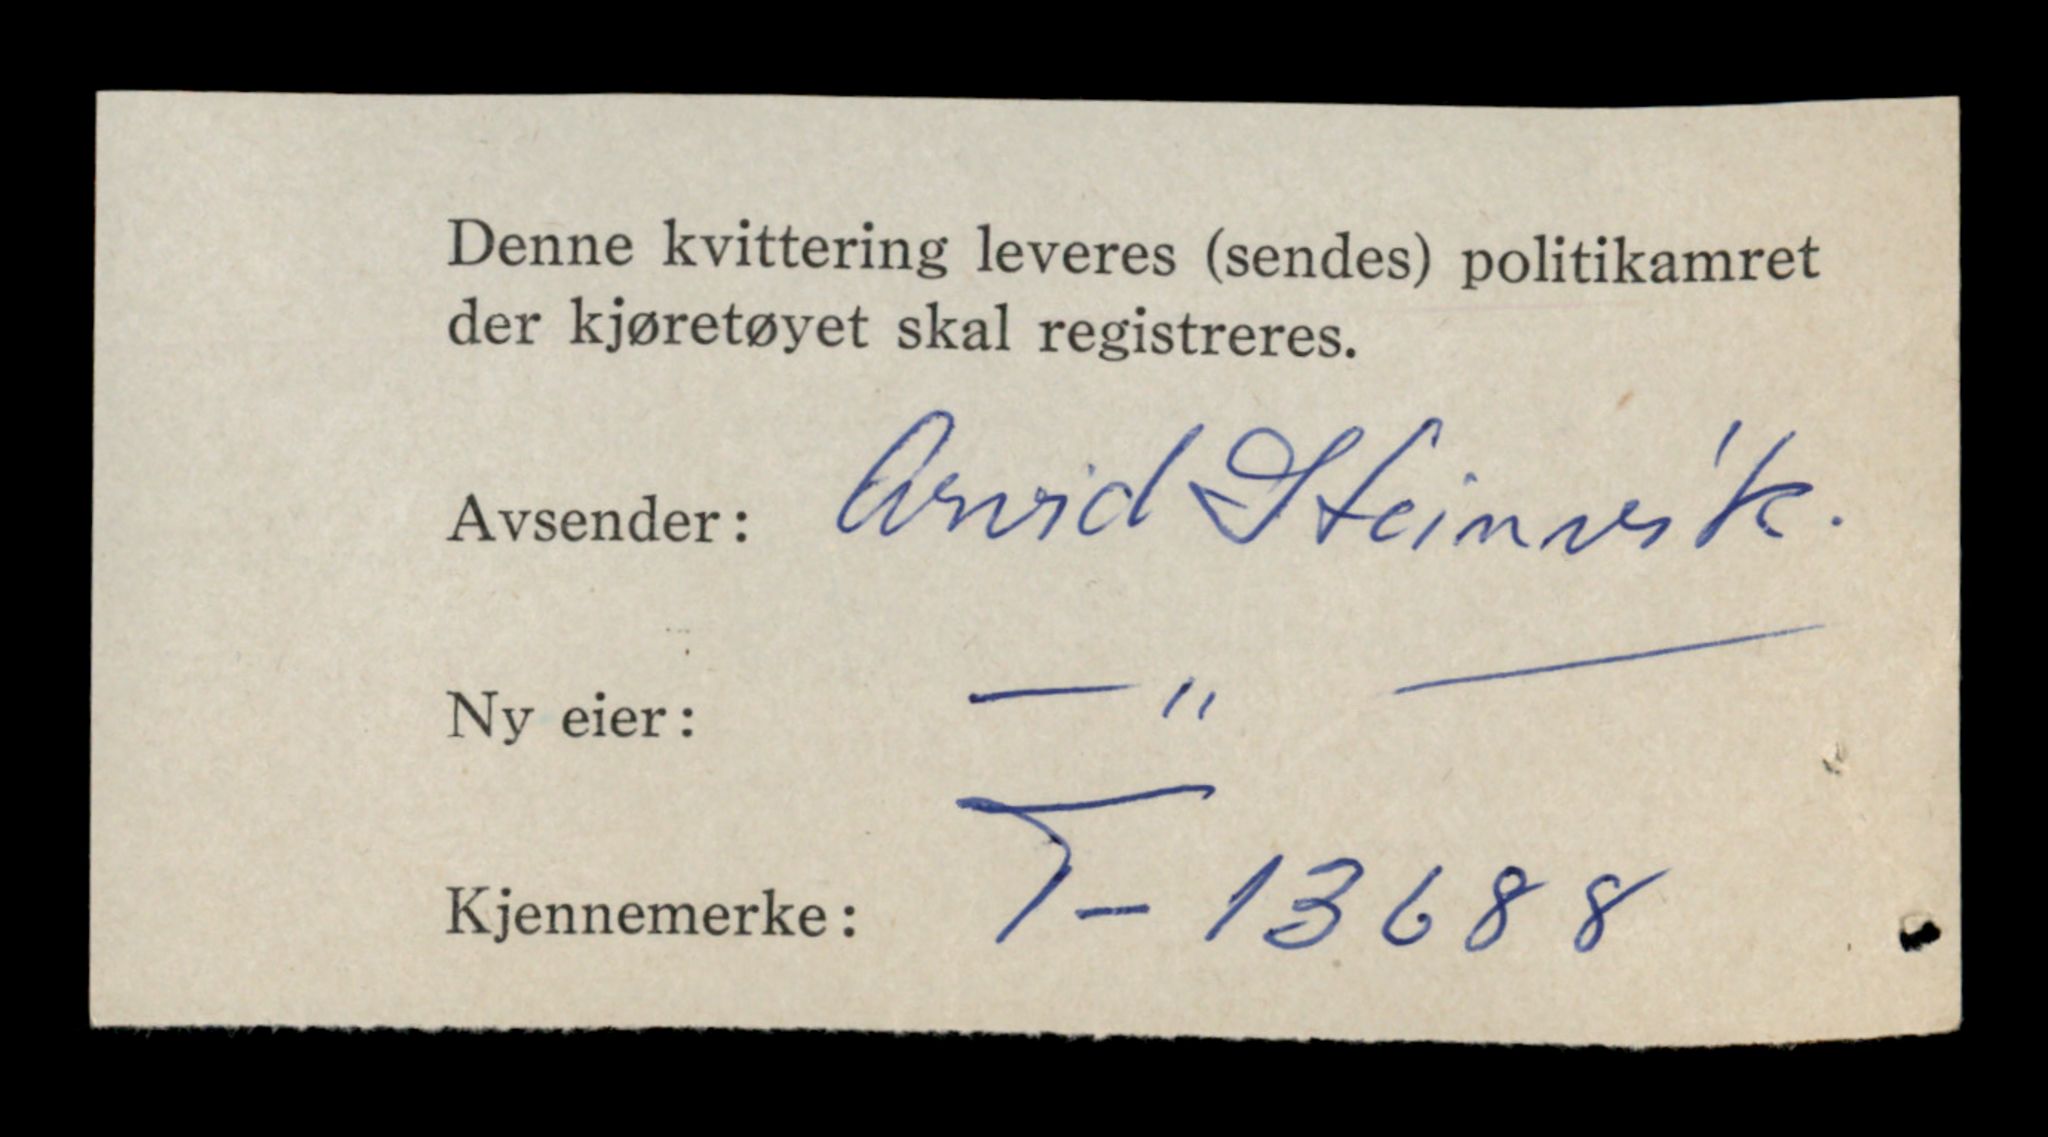 Denne kvittering leveres (sendes) politikamret
der kjøretøyet skal registreres.
Avsender: Arvid Steinvik.
Ny eier: — " —
Kjennemerke: T - 13688